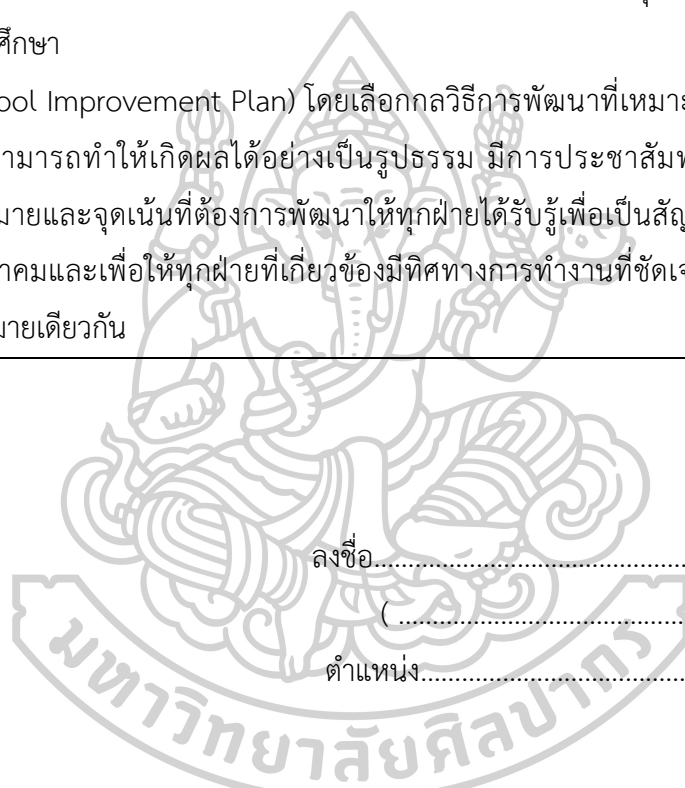 ศึกษา
ool Improvement Plan) โดยเลือกกลวิธีการพัฒนาที่เหมาะ
ามารถทำให้เกิดผลได้อย่างเป็นรูปธรรม มีการประชาสัมพ
มายและจุดเน้นที่ต้องการพัฒนาให้ทุกฝ่ายได้รับรู้เพื่อเป็นสัญ
าคมและเพื่อให้ทุกฝ่ายที่เกี่ยวข้องมีทิศทางการทำงานที่ชัดเจ
มายเดียวกัน
ลงชื่อ..................................................
( ..............................................
ตำแหน่ง..........................................
มหาวิทยาลัยศิลปากร